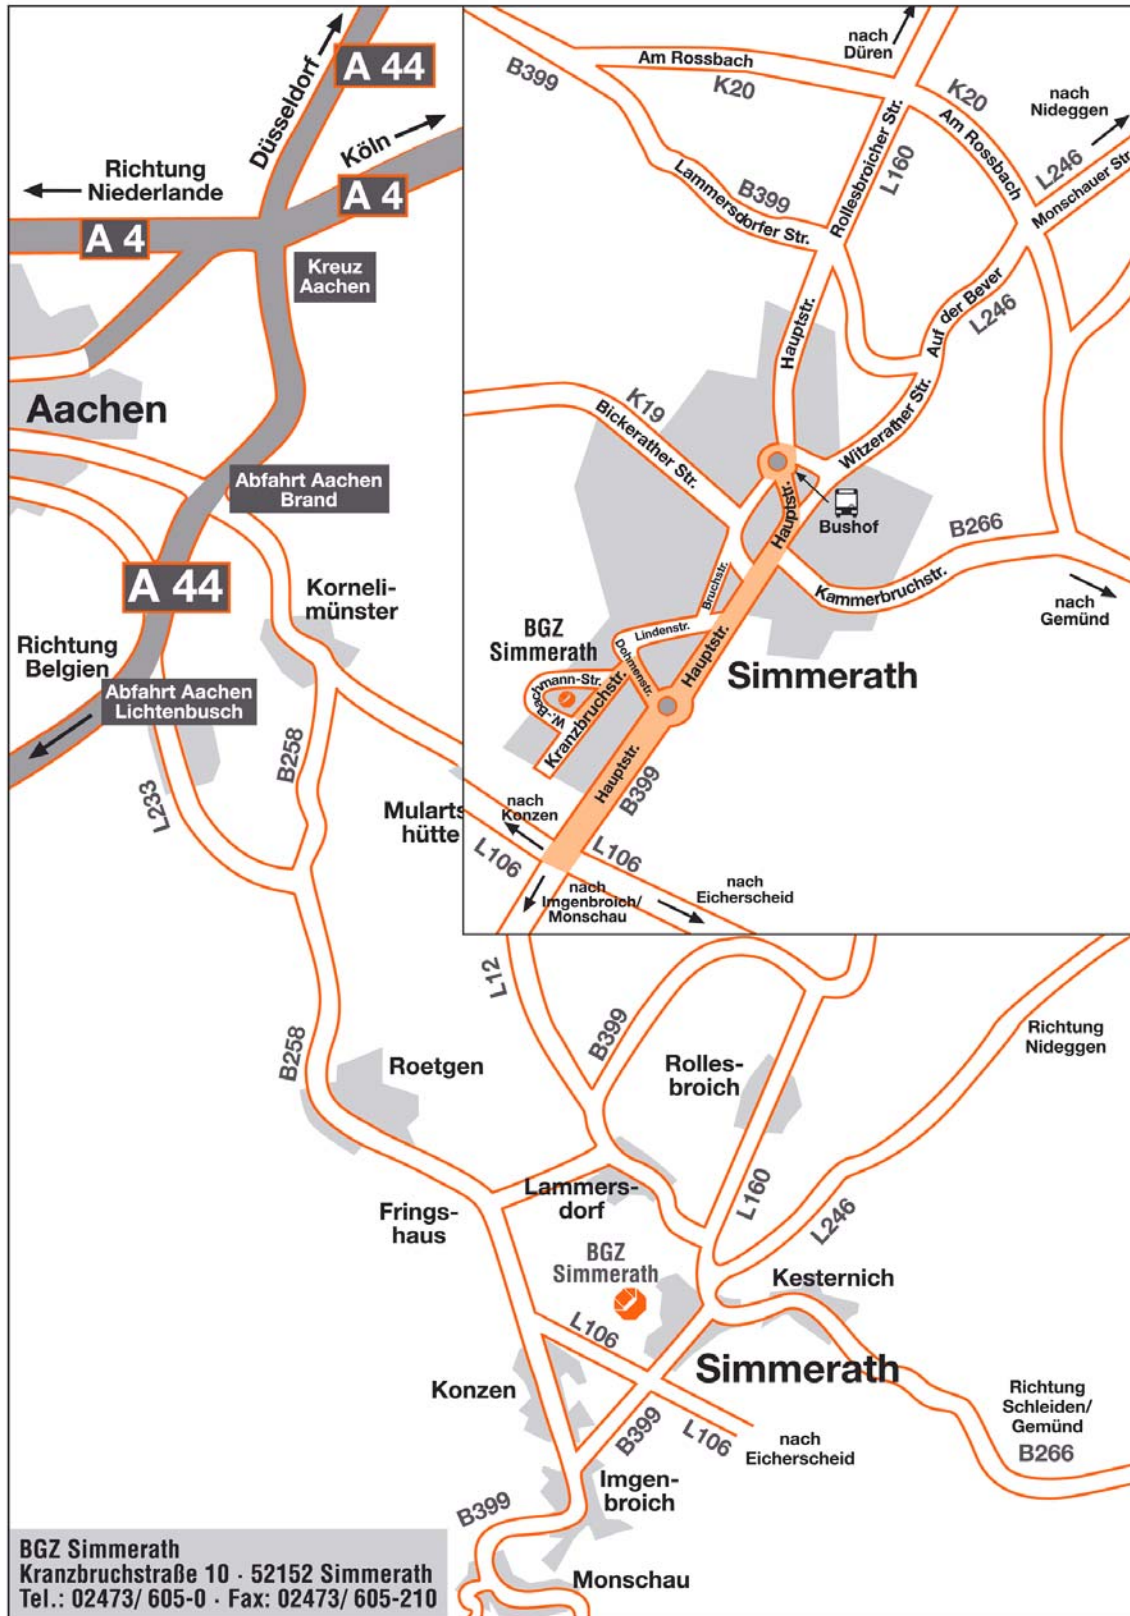 Düsseldorf
A 44
Köln
A 4
Richtung
Niederlande
A 4
Kreuz
Aachen
Aachen
Abfahrt Aachen
Brand
A 44
Korneli-
münster
Richtung
Belgien
Abfahrt Aachen
Lichtenbusch
L233
B258
Mularts
hütte
L106
B258
Roetgen
Frings-
haus
nach
Düren
B399
Am Rossbach
K20
K20
Am Rossbach
nach
Nideggen
L246
Monschauer Str.
Rollesbroicher Str.
L160
B399
Lammersdorfer Str.
Hauptstr.
Auf der Bever
L246
K19
Bickerather Str.
Witzerather Str.
Hauptstr.
Hauptstr.
Bushof
B266
Kammerbruchstr.
nach
Gemünd
Bruchstr.
Lindenstr.
BGZ
Simmerath
Dohmenstr.
Hauptstr.
Simmerath
W.-Bachmann-Str.
Kranzbruchstr.
Hauptstr.
B399
nach
Konzen
L106
nach
Imgenbroich/
Monschau
nach
Eicherscheid
L12
B399
Rolles-
broich
Richtung
Nideggen
L160
L246
Lammers-
dorf
BGZ
Simmerath
Kesternich
L106
Simmerath
Konzen
B399
L106
nach
Eicherscheid
Richtung
Schleiden/
Gemünd
B266
Imgen-
broich
B399
Monschau
BGZ Simmerath
Kranzbruchstraße 10 · 52152 Simmerath
Tel.: 02473/ 605-0 · Fax: 02473/ 605-210